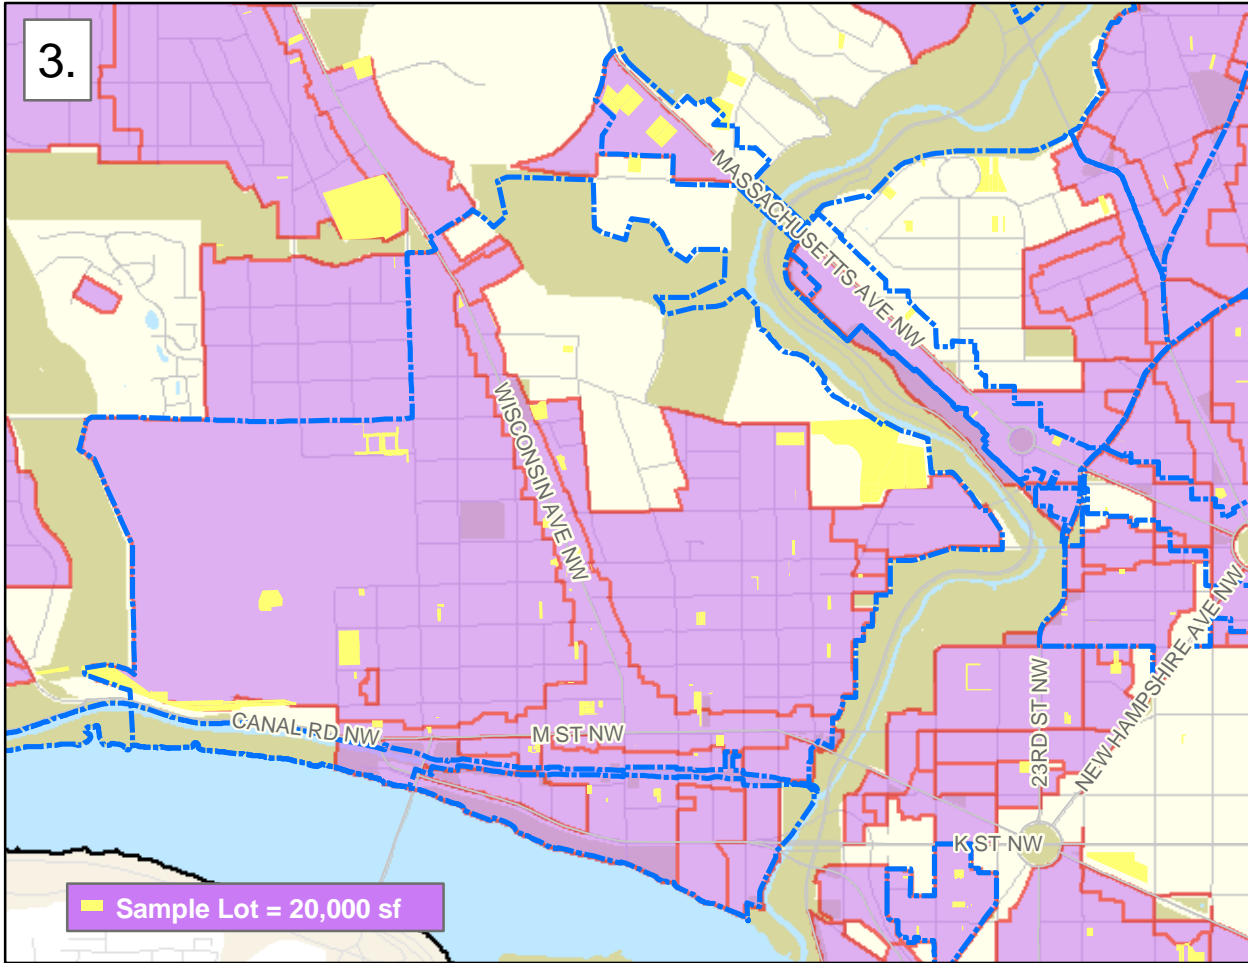 3.
MASSACHUSETTS AVE NW
WISCONSIN AVE NW
CANAL RD NW
M ST NW
23RD ST NW
NEW HAMPSHIRE AVE NW
K ST NW
Sample Lot = 20,000 sf